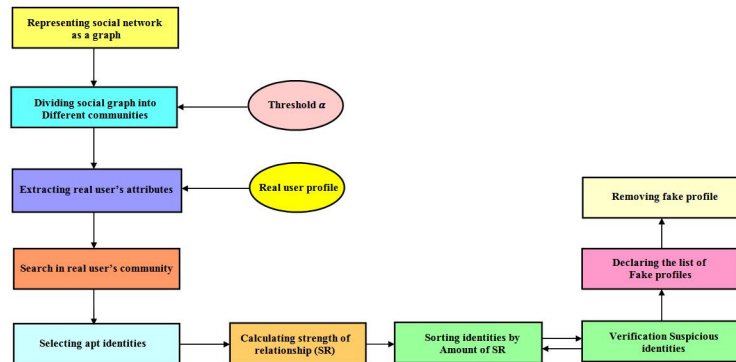 Representing social network
as a graph
Dividing social graph into
Different communities
Threshold α
Extracting real user's attributes
Real user profile
Search in real user's community
Selecting apt identities
Calculating strength of
relationship (SR)
Sorting identities by
Amount of SR
Verification Suspicious
identities
Declaring the list of
Fake profiles
Removing fake profile